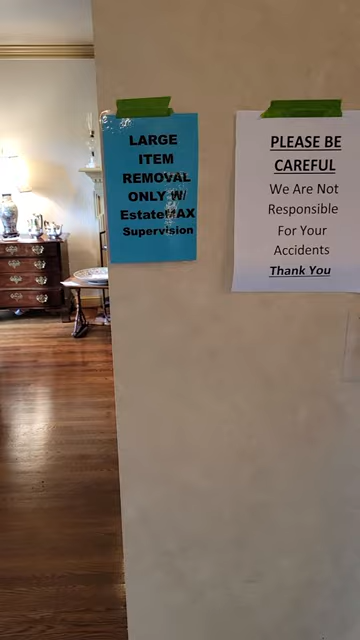 LARGE
ITEM
REMOVAL
ONLY W/
EstateMAX
Supervision
PLEASE BE
CAREFUL
We Are Not
Responsible
For Your
Accidents
Thank You